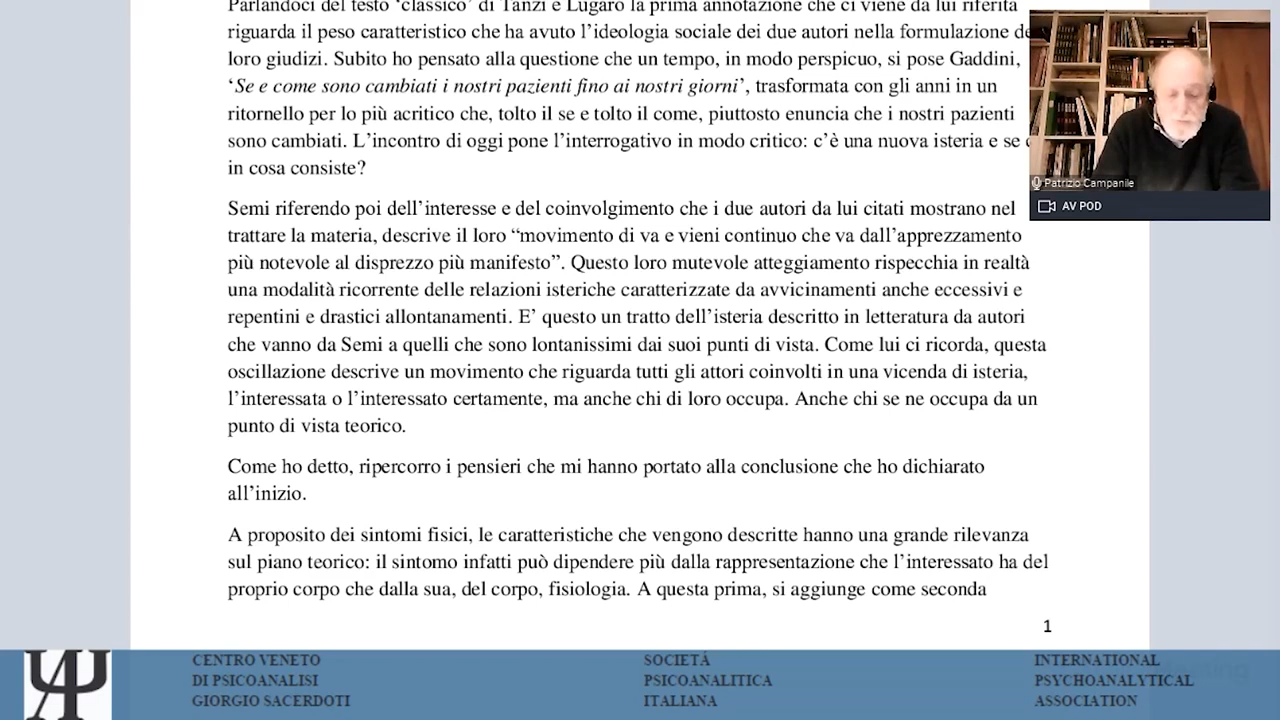 Parlandoci del testo ‘classico’ di Tanzi e Lugaro la prima annotazione che ci viene da lui riferita
riguarda il peso caratteristico che ha avuto l’ideologia sociale dei due autori nella formulazione
loro giudizi. Subito ho pensato alla questione che un tempo, in modo perspicuo, si pose Gaddini,
‘Se e come sono cambiati i nostri pazienti fino ai nostri giorni’, trasformata con gli anni in un
ritornello per lo più acritico che, tolto il se e tolto il come, piuttosto enuncia che i nostri pazienti
sono cambiati. L’incontro di oggi pone l’interrogativo in modo critico: c’è una nuova isteria e se
in cosa consiste?
Semi riferendo poi dell’interesse e del coinvolgimento che i due autori da lui citati mostrano nel
trattare la materia, descrive il loro “movimento di va e vieni continuo che va dall’apprezzamento
più notevole al disprezzo più manifesto”. Questo loro mutevole atteggiamento rispecchia in realtà
una modalità ricorrente delle relazioni isteriche caratterizzate da avvicinamenti anche eccessivi e
repentini e drastici allontanamenti. E’ questo un tratto dell’isteria descritto in letteratura da autori
che vanno da Semi a quelli che sono lontanissimi dai suoi punti di vista. Come lui ci ricorda, questa
oscillazione descrive un movimento che riguarda tutti gli attori coinvolti in una vicenda di isteria,
l’interessata o l’interessato certamente, ma anche chi di loro occupa. Anche chi se ne occupa da un
punto di vista teorico.
Come ho detto, ripercorro i pensieri che mi hanno portato alla conclusione che ho dichiarato
all’inizio.
A proposito dei sintomi fisici, le caratteristiche che vengono descritte hanno una grande rilevanza
sul piano teorico: il sintomo infatti può dipendere più dalla rappresentazione che l’interessato ha del
proprio corpo che dalla sua, del corpo, fisiologia. A questa prima, si aggiunge come seconda
1
Patrizio Campanile
AV POD
CENTRO VENETO
DI PSICOANALISI
GIORGIO SACERDOTI
SOCIETÁ
PSICOANALITICA
ITALIANA
INTERNATIONAL
PSYCHOANALYTICAL
ASSOCIATION